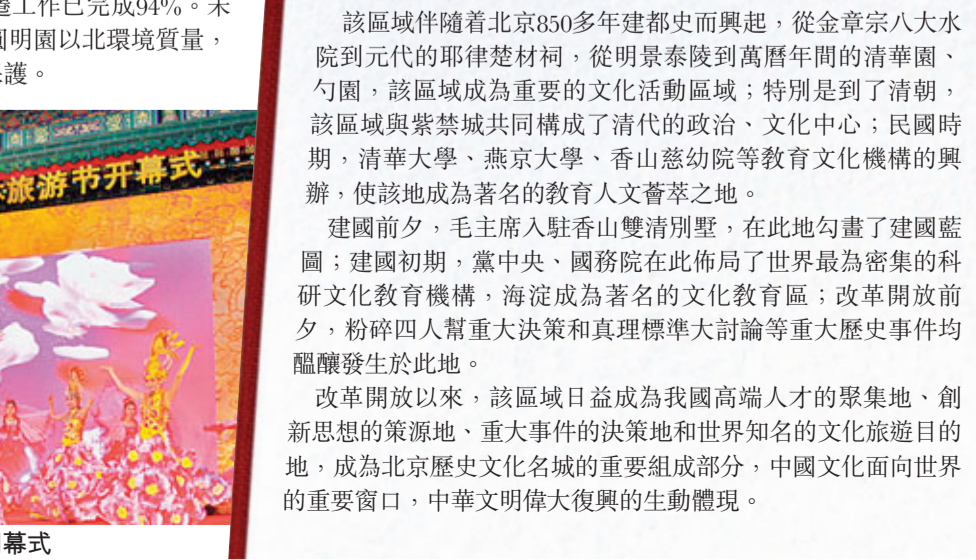 工作已完成94%。未
圓明園以北環境質量，
護。
旅游节开幕式
幕式
該區域伴隨着北京850多年建都史而興起，從金章宗八大水
院到元代的耶律楚材祠，從明景泰陵到萬曆年間的清華園、
勺園，該區域成為重要的文化活動區域；特別是到了清朝，
該區域與紫禁城共同構成了清代的政治、文化中心；民國時
期，清華大學、燕京大學、香山慈幼院等教育文化機構的興
辦，使該地成為著名的教育人文薈萃之地。
建國前夕，毛主席入駐香山雙清別墅，在此地勾畫了建國藍
圖；建國初期，黨中央、國務院在此佈局了世界最為密集的科
研文化教育機構，海淀成為著名的文化教育區；改革開放前
夕，粉碎四人幫重大決策和真理標準大討論等重大歷史事件均
醞釀發生於此地。
改革開放以來，該區域日益成為我國高端人才的聚集地、創
新思想的策源地、重大事件的決策地和世界知名的文化旅遊目的
地，成為北京歷史文化名城的重要組成部分，中國文化面向世界
的重要窗口，中華文明偉大復興的生動體現。